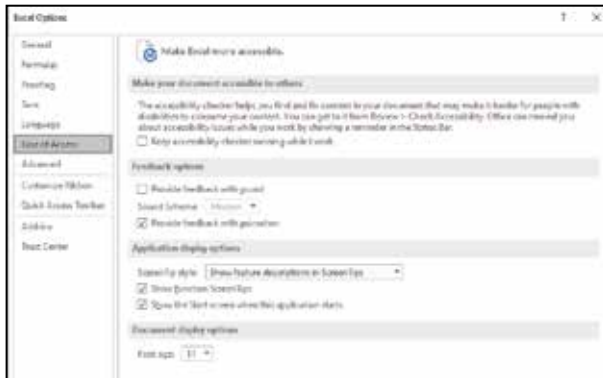 Excel Options
General
Formulas
Proofing
Save
Language
Ease of Access
Advanced
Customize Ribbon
Quick Access Toolbar
Add-ins
Trust Center
Make Excel more accessible.
Make your document accessible to others
The accessibility checker helps you find and fix content in your document that may make it harder for people with
disabilities to consume your content. You can get to it from Review > Check Accessibility. Office can remind you
about accessibility issues while you work by showing a reminder in the Status Bar.
Keep accessibility checker running while I work
Feedback options
Provide feedback with sound
Sound Scheme: Modern
Provide feedback with animation
Application display options
ScreenTip style: Show feature descriptions in ScreenTips
Show function ScreenTips
Show the Start screen when this application starts
Document display options
Font size: